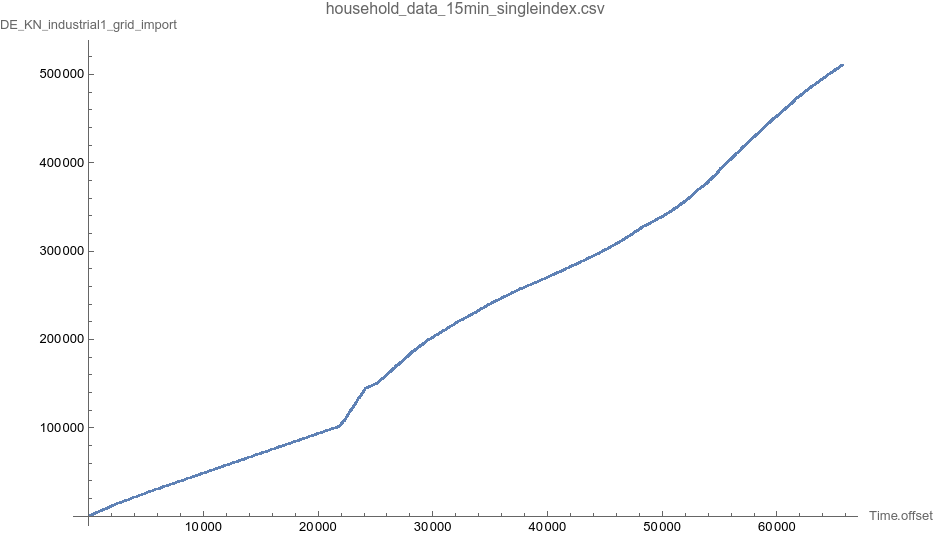 household_data_15min_singleindex.csv
DE_KN_industrial1_grid_import
500000
400000
300000
200000
100000
10000 20000 30000 40000 50000 60000 Time.offset